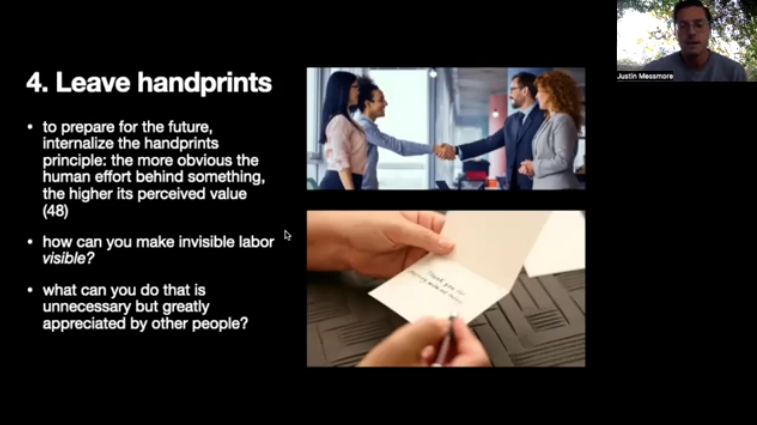 4. Leave handprints
• to prepare for the future,
internalize the handprints
principle: the more obvious the
human effort behind something,
the higher its perceived value
(48)
• how can you make invisible labor
visible?
• what can you do that is
unnecessary but greatly
appreciated by other people?
Justin Messmore
Thank you for